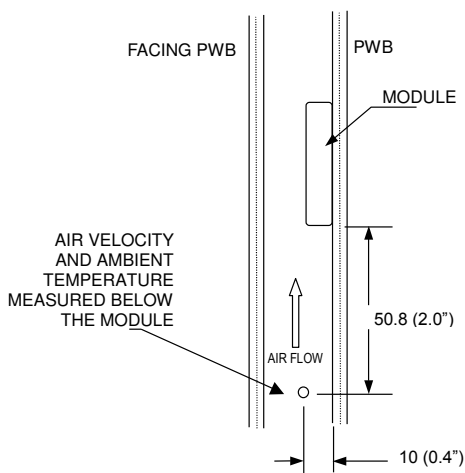 FACING PWB
PWB
MODULE
AIR VELOCITY
AND AMBIENT
TEMPERATURE
MEASURED BELOW
THE MODULE
50.8 (2.0”)
AIR FLOW
10 (0.4”)